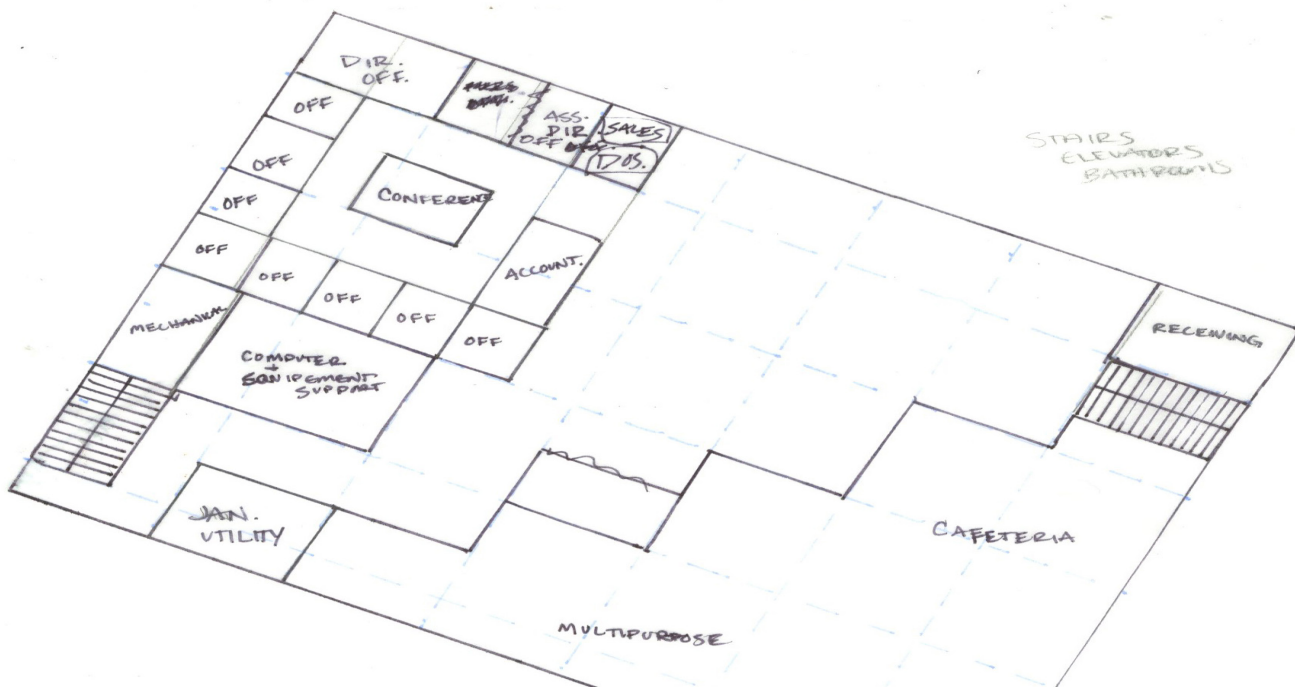 DIR.
OFF.
ASS.
DIR.
OFF
SALES
DOS.
STAIRS
ELEVATORS
BATHROOMS
OFF
OFF
OFF
OFF
CONFERENCE
ACCOUNT.
OFF
OFF
OFF
OFF
MECHANICAL
COMPUTER
+
EQUIPEMENT
SUPPORT
RECEIVING
JAN.
UTILITY
CAFETERIA
MULTIPURPOSE